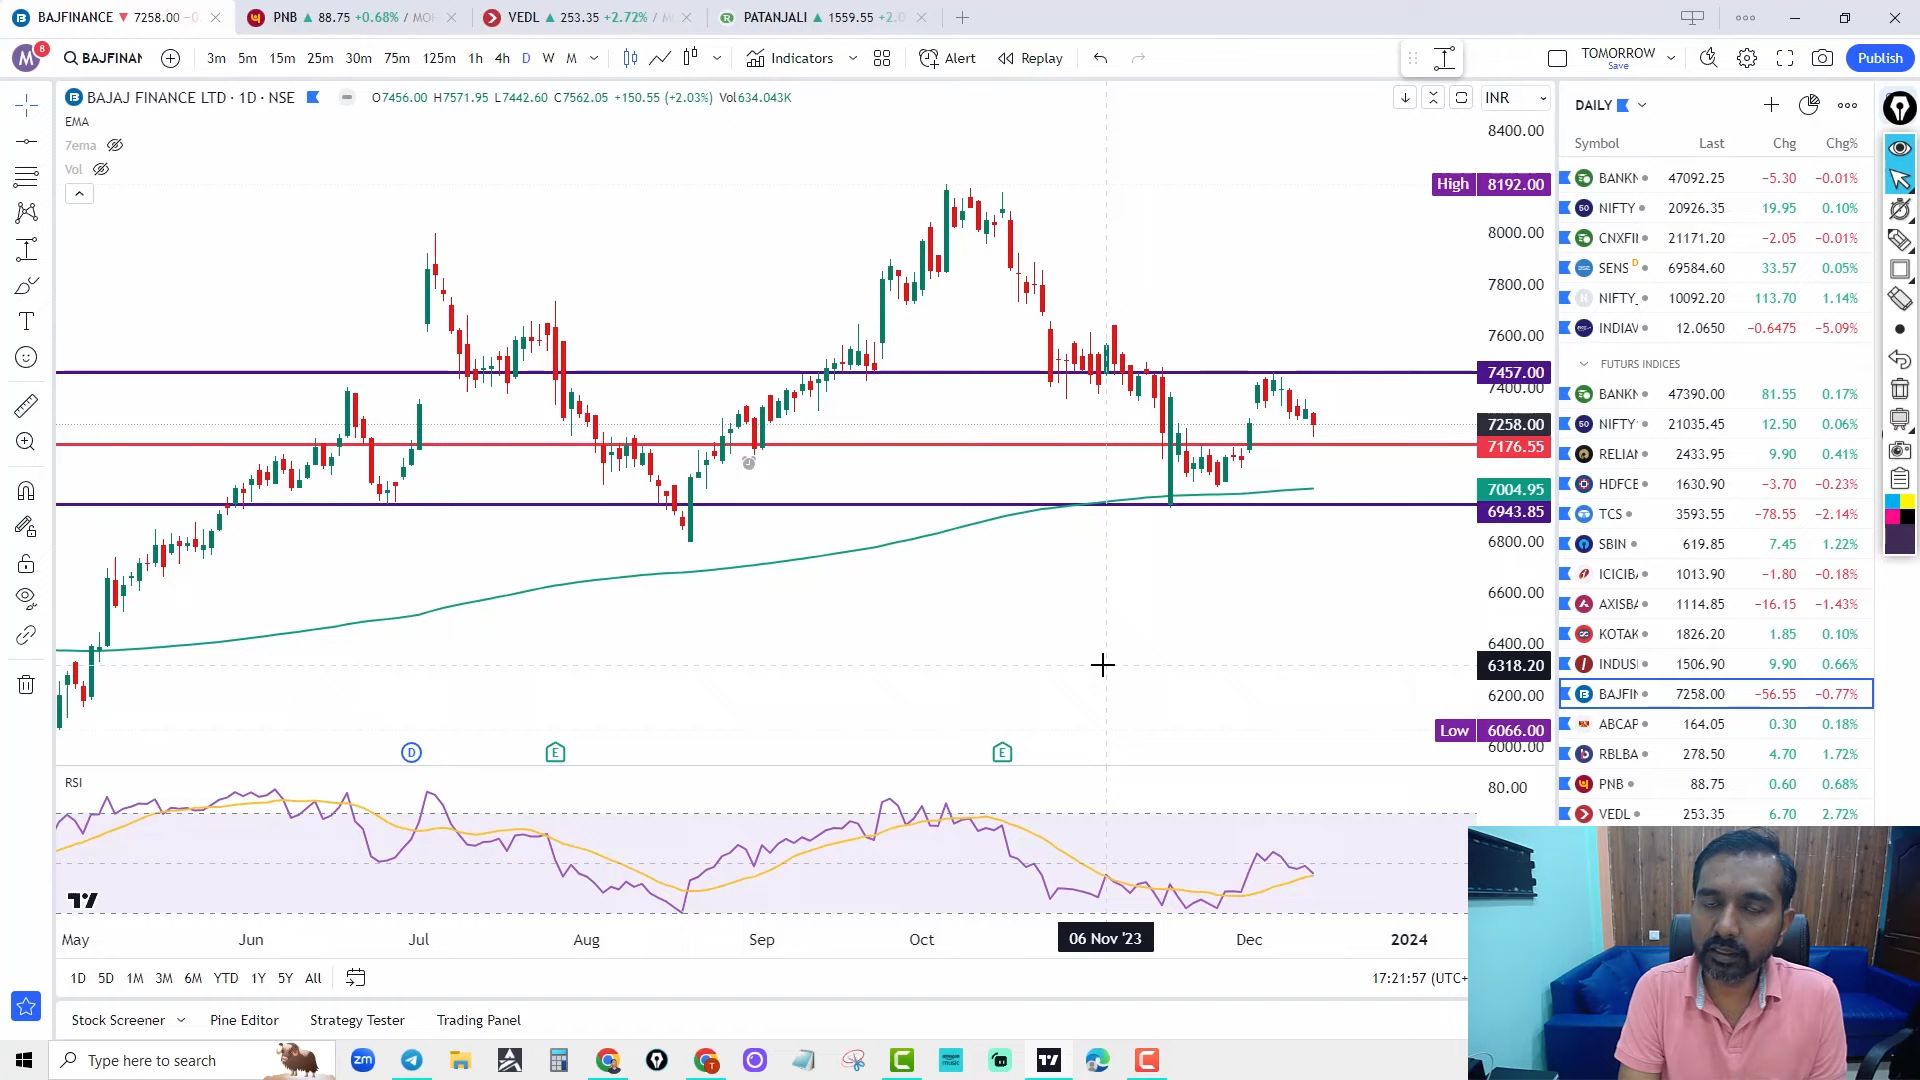 BAJFINANCE ▼ 7258.00 −0.
PNB ▲ 88.75 +0.68% / MO
VEDL ▲ 253.35 +2.72% / M
PATANJALI ▲ 1559.55 +2.0
M 8 BAJFINAN 3m 5m 15m 25m 30m 75m 125m 1h 4h D W M Indicators Alert Replay TOMORROW Save Publish
BAJAJ FINANCE LTD · 1D · NSE O7456.00 H7571.95 L7442.60 C7562.05 +150.55 (+2.03%) Vol634.043K INR
EMA
7ema
Vol
8400.00
High 8192.00
8000.00
7800.00
7600.00
7457.00
7400.00
7258.00
7176.55
7004.95
6943.85
6800.00
6600.00
6400.00
6318.20
6200.00
Low 6066.00
6000.00
D E E
RSI
80.00
May Jun Jul Aug Sep Oct 06 Nov '23 Dec 2024
1D 5D 1M 3M 6M YTD 1Y 5Y All 17:21:57 (UTC+
Stock Screener Pine Editor Strategy Tester Trading Panel
DAILY
Symbol Last Chg Chg%
BANKN 47092.25 −5.30 −0.01%
NIFTY 20926.35 19.95 0.10%
CNXFII 21171.20 −2.05 −0.01%
SENS D 69584.60 33.57 0.05%
NIFTY_ 10092.20 113.70 1.14%
INDIAV 12.0650 −0.6475 −5.09%
FUTURS INDICES
BANKN 47390.00 81.55 0.17%
NIFTY 21035.45 12.50 0.06%
RELIAN 2433.95 9.90 0.41%
HDFCB 1630.90 −3.70 −0.23%
TCS 3593.55 −78.55 −2.14%
SBIN 619.85 7.45 1.22%
ICICIB 1013.90 −1.80 −0.18%
AXISBA 1114.85 −16.15 −1.43%
KOTAK 1826.20 1.85 0.10%
INDUSI 1506.90 9.90 0.66%
BAJFIN 7258.00 −56.55 −0.77%
ABCAP 164.05 0.30 0.18%
RBLBA 278.50 4.70 1.72%
PNB 88.75 0.60 0.68%
VEDL 253.35 6.70 2.72%
Type here to search
zm